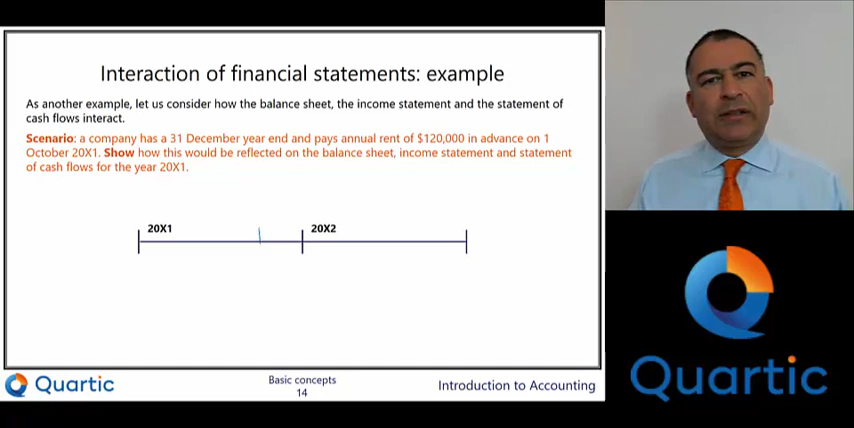 Interaction of financial statements: example
As another example, let us consider how the balance sheet, the income statement and the statement of
cash flows interact.
Scenario: a company has a 31 December year end and pays annual rent of $120,000 in advance on 1
October 20X1. Show how this would be reflected on the balance sheet, income statement and statement
of cash flows for the year 20X1.
20X1
20X2
Quartic
Basic concepts
14
Introduction to Accounting
Quartic